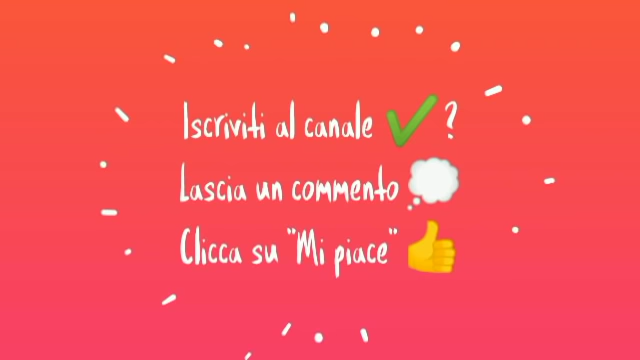 Iscriviti al canale ✔?
Lascia un commento 💭
Clicca su "Mi piace" 👍